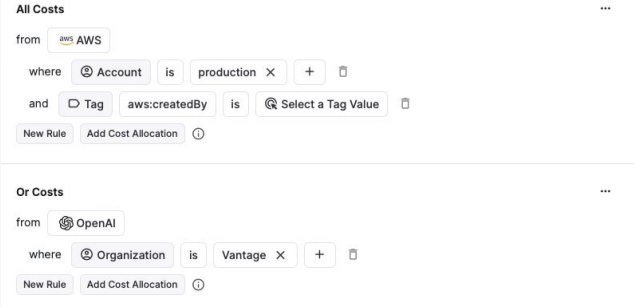 All Costs
from aws AWS
where Account is production × +
and Tag aws:createdBy is Select a Tag Value
New Rule Add Cost Allocation
Or Costs
from OpenAI
where Organization is Vantage × +
New Rule Add Cost Allocation